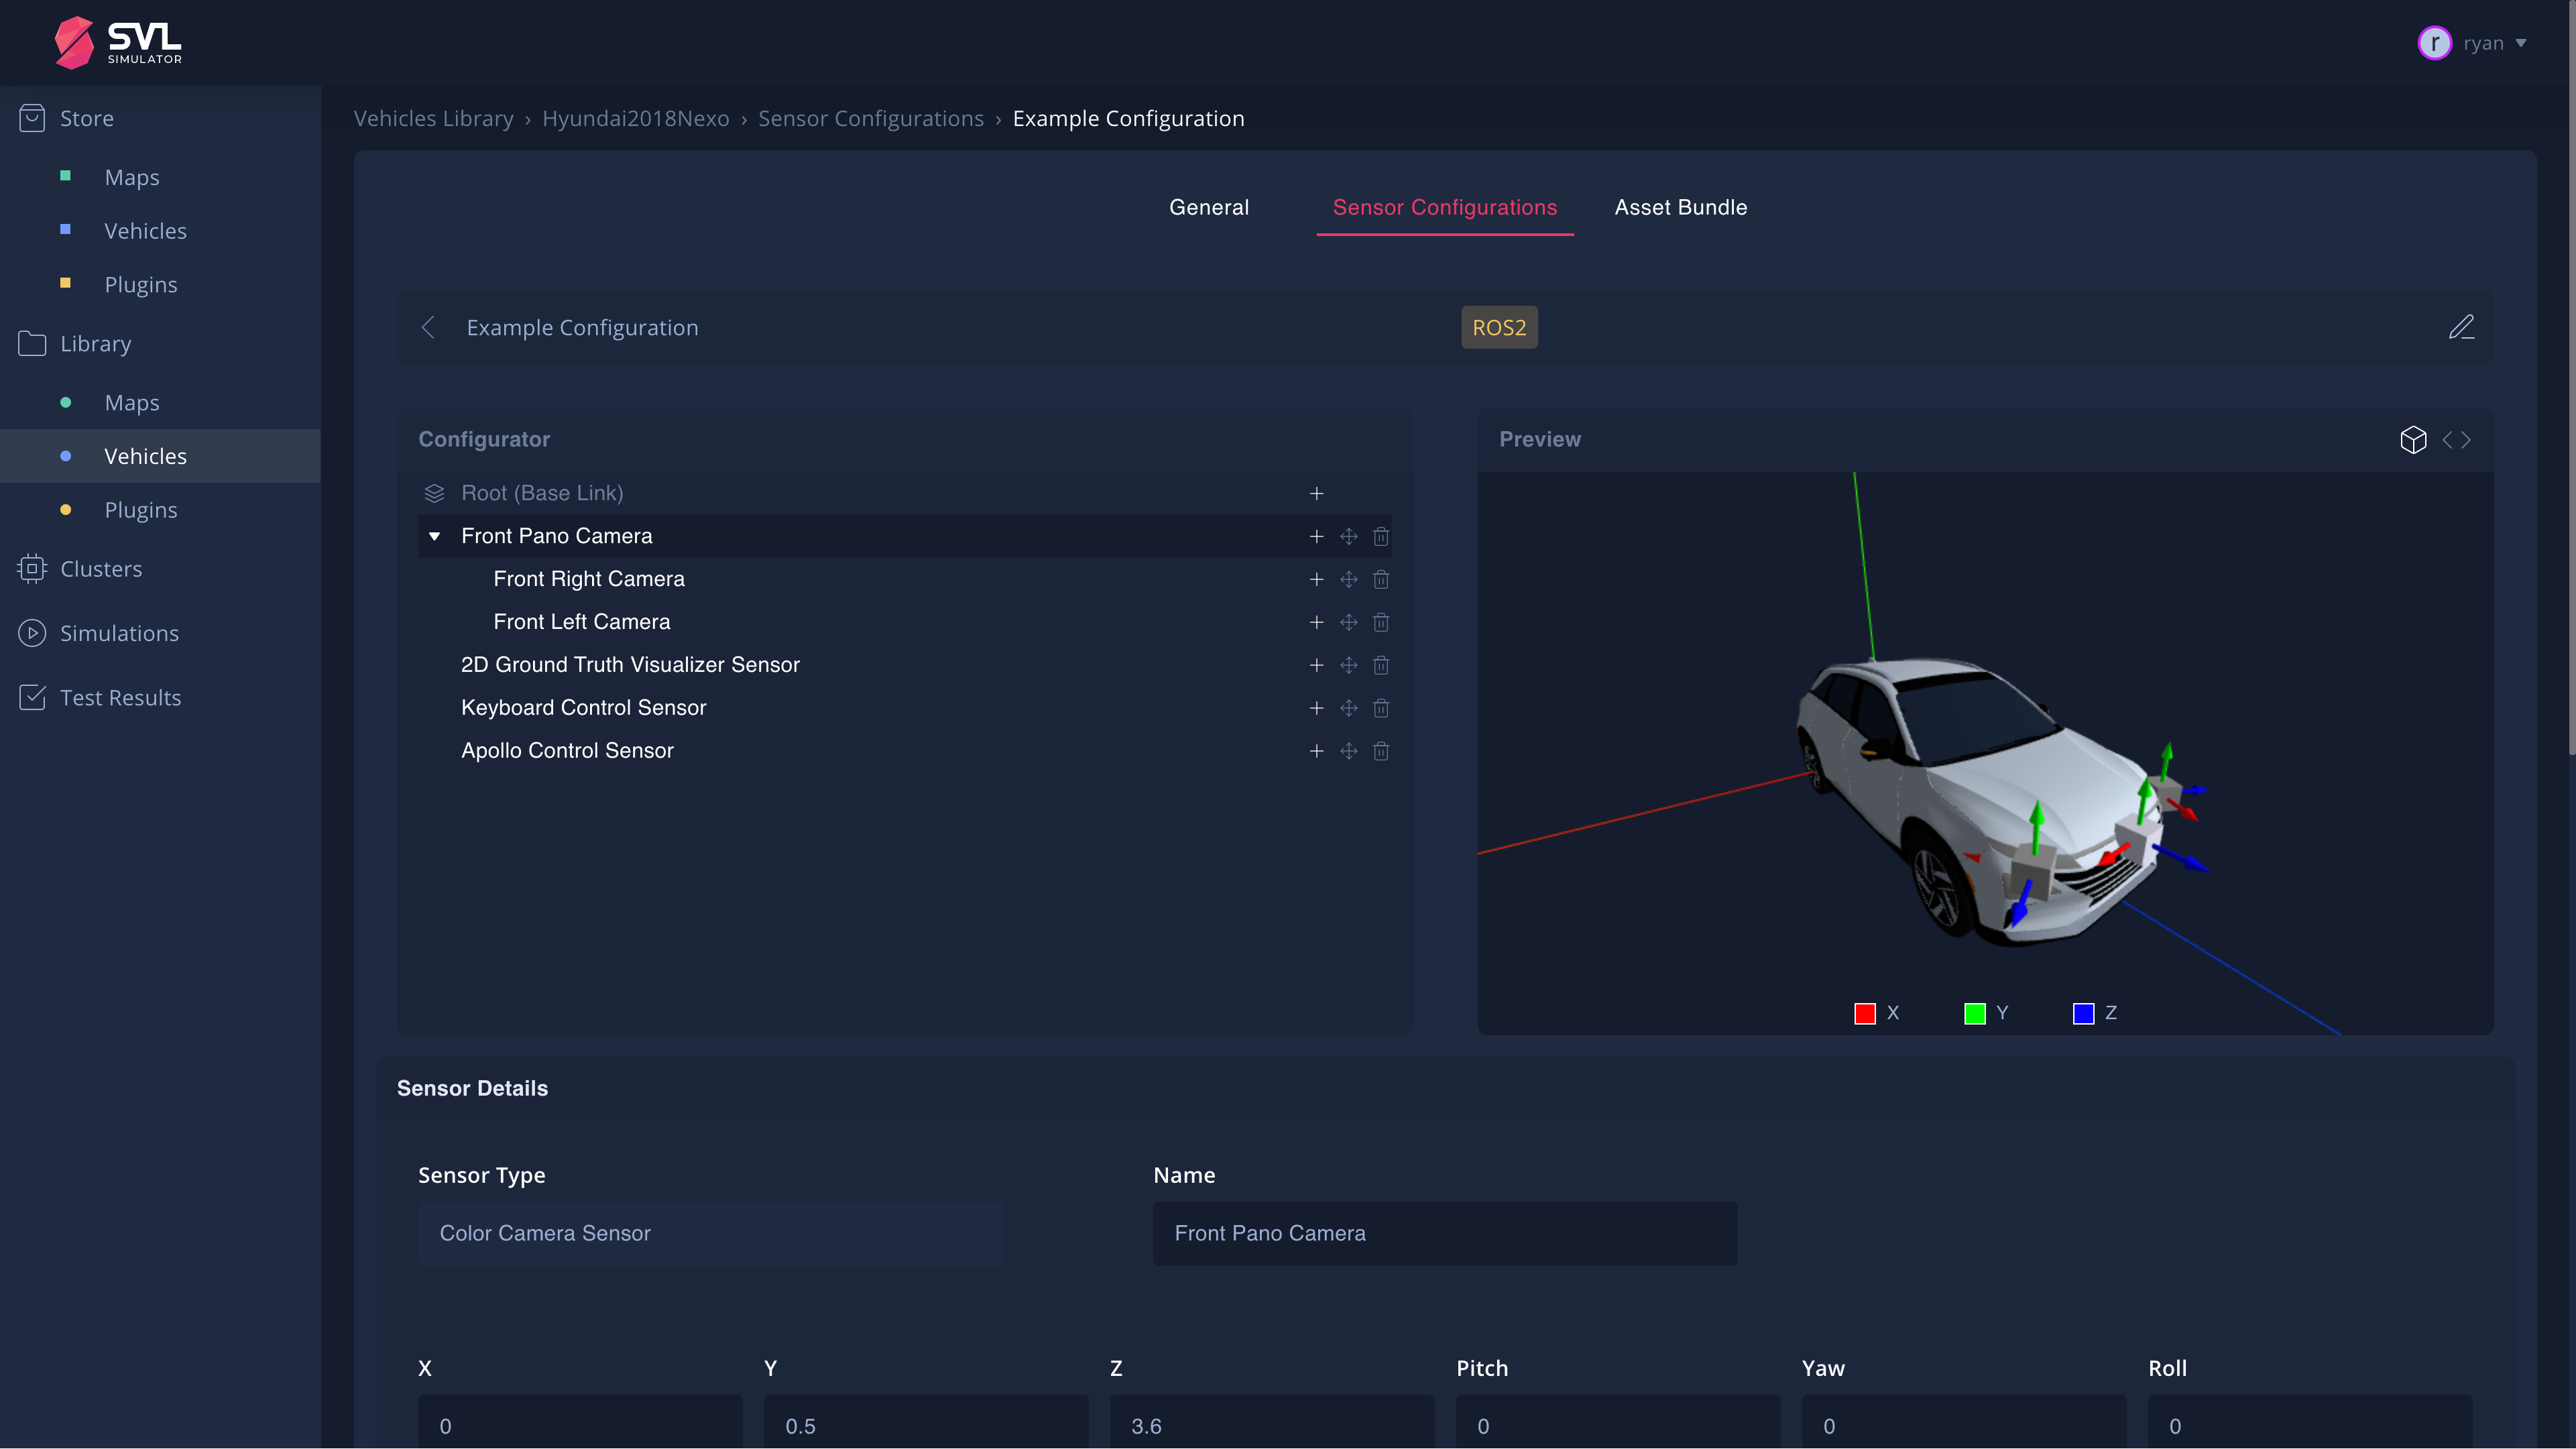 SVL
SIMULATOR
r ryan
Store
Maps
Vehicles
Plugins
Library
Maps
Vehicles
Plugins
Clusters
Simulations
Test Results
Vehicles Library › Hyundai2018Nexo › Sensor Configurations › Example Configuration
General Sensor Configurations Asset Bundle
Example Configuration ROS2
Configurator
Root (Base Link)
Front Pano Camera
Front Right Camera
Front Left Camera
2D Ground Truth Visualizer Sensor
Keyboard Control Sensor
Apollo Control Sensor
Preview
X Y Z
Sensor Details
Sensor Type Name
Color Camera Sensor Front Pano Camera
X Y Z Pitch Yaw Roll
0 0.5 3.6 0 0 0